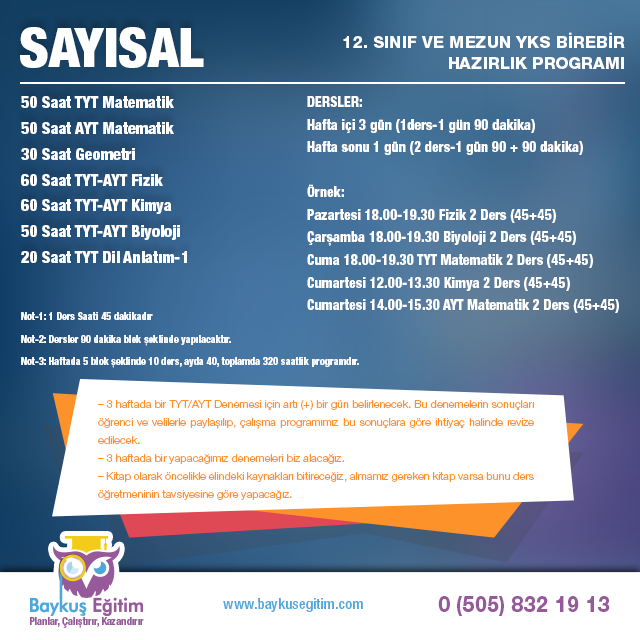 SAYISAL
12. SINIF VE MEZUN YKS BİREBİR
HAZIRLIK PROGRAMI
50 Saat TYT Matematik
50 Saat AYT Matematik
30 Saat Geometri
60 Saat TYT-AYT Fizik
60 Saat TYT-AYT Kimya
50 Saat TYT-AYT Biyoloji
20 Saat TYT Dil Anlatım-1
Not-1: 1 Ders Saati 45 dakikadır
Not-2: Dersler 90 dakika blok şeklinde yapılacaktır.
Not-3: Haftada 5 blok şeklinde 10 ders, ayda 40, toplamda 320 saatlik programdır.
DERSLER:
Hafta içi 3 gün (1ders-1 gün 90 dakika)
Hafta sonu 1 gün (2 ders-1 gün 90 + 90 dakika)
Örnek:
Pazartesi 18.00-19.30 Fizik 2 Ders (45+45)
Çarşamba 18.00-19.30 Biyoloji 2 Ders (45+45)
Cuma 18.00-19.30 TYT Matematik 2 Ders (45+45)
Cumartesi 12.00-13.30 Kimya 2 Ders (45+45)
Cumartesi 14.00-15.30 AYT Matematik 2 Ders (45+45)
– 3 haftada bir TYT/AYT Denemesi için artı (+) bir gün belirlenecek. Bu denemelerin sonuçları
öğrenci ve velilerle paylaşılıp, çalışma programımız bu sonuçlara göre ihtiyaç halinde revize
edilecek.
– 3 haftada bir yapacağımız denemeleri biz alacağız.
– Kitap olarak öncelikle elindeki kaynakları bitireceğiz, almamız gereken kitap varsa bunu ders
öğretmeninin tavsiyesine göre yapacağız.
Baykuş Eğitim
Planlar, Çalıştırır, Kazandırır
www.baykusegitim.com
0 (505) 832 19 13